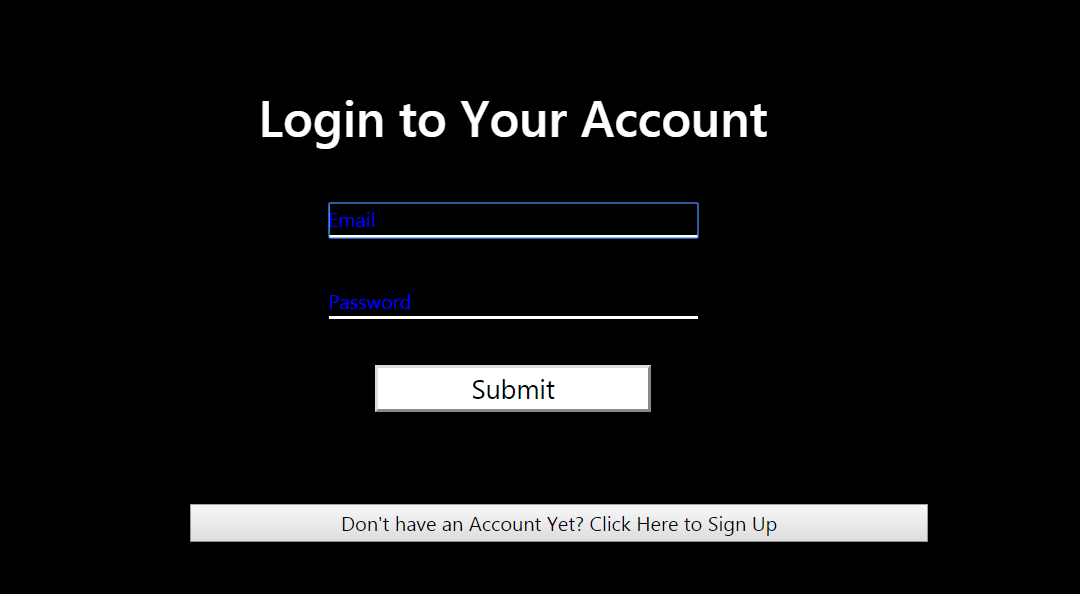 Login to Your Account
Email
Password
Submit
Don't have an Account Yet? Click Here to Sign Up